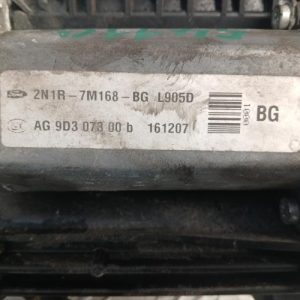 2N1R-7M168-BG L905D
AG 9D3 073 00 b 161207
BG